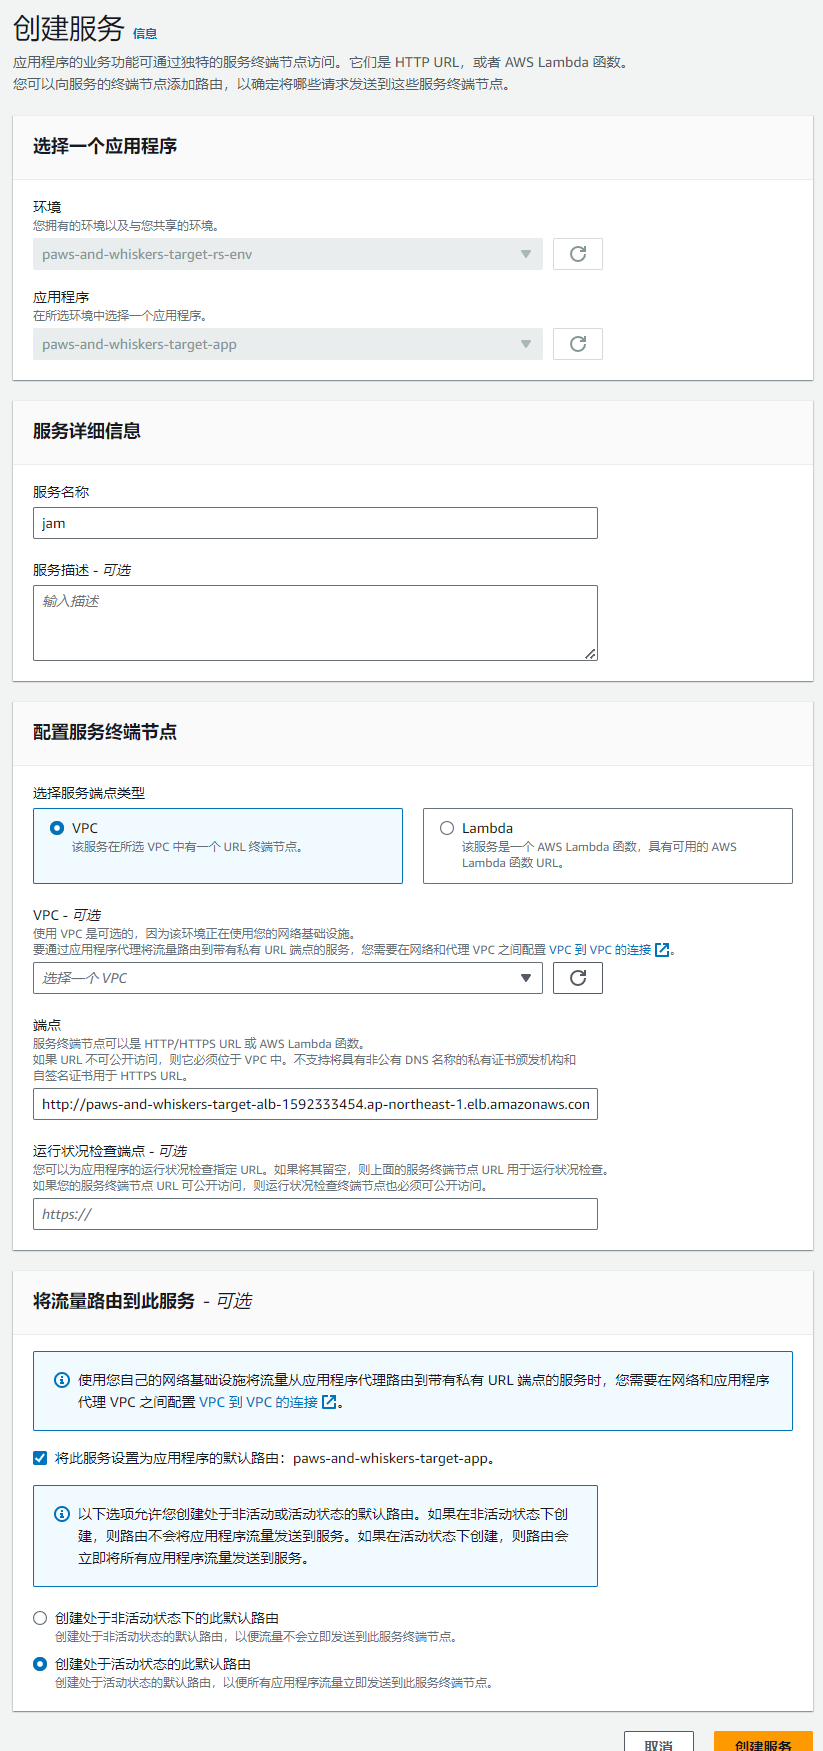 创建服务 信息
应用程序的业务功能可通过独特的服务终端节点访问。它们是 HTTP URL，或者 AWS Lambda 函数。
您可以向服务的终端节点添加路由，以确定将哪些请求发送到这些服务终端节点。
选择一个应用程序
环境
您拥有的环境以及与您共享的环境。
paws-and-whiskers-target-rs-env
应用程序
在所选环境中选择一个应用程序。
paws-and-whiskers-target-app
服务详细信息
服务名称
jam
服务描述 - 可选
输入描述
配置服务终端节点
选择服务端点类型
VPC
该服务在所选 VPC 中有一个 URL 终端节点。
Lambda
该服务是一个 AWS Lambda 函数，具有可用的 AWS
Lambda 函数 URL。
VPC - 可选
使用 VPC 是可选的，因为该环境正在使用您的网络基础设施。
要通过应用程序代理将流量路由到带有私有 URL 端点的服务，您需要在网络和代理 VPC 之间配置 VPC 到 VPC 的连接。
选择一个 VPC
端点
服务终端节点可以是 HTTP/HTTPS URL 或 AWS Lambda 函数。
如果 URL 不可公开访问，则它必须位于 VPC 中。不支持将具有非公有 DNS 名称的私有证书颁发机构和
自签名证书用于 HTTPS URL。
http://paws-and-whiskers-target-alb-1592333454.ap-northeast-1.elb.amazonaws.con
运行状况检查端点 - 可选
您可以为应用程序的运行状况检查指定 URL。如果将其留空，则上面的服务终端节点 URL 用于运行状况检查。
如果您的服务终端节点 URL 可公开访问，则运行状况检查终端节点也必须可公开访问。
https://
将流量路由到此服务 - 可选
使用您自己的网络基础设施将流量从应用程序代理路由到带有私有 URL 端点的服务时，您需要在网络和应用程序
代理 VPC 之间配置 VPC 到 VPC 的连接。
将此服务设置为应用程序的默认路由：paws-and-whiskers-target-app。
以下选项允许您创建处于非活动或活动状态的默认路由。如果在非活动状态下创
建，则路由不会将应用程序流量发送到服务。如果在活动状态下创建，则路由会
立即将所有应用程序流量发送到服务。
创建处于非活动状态下的此默认路由
创建处于非活动状态的默认路由，以便流量不会立即发送到此服务终端节点。
创建处于活动状态的此默认路由
创建处于活动状态的默认路由，以便所有应用程序流量立即发送到此服务终端节点。
取消
创建服务